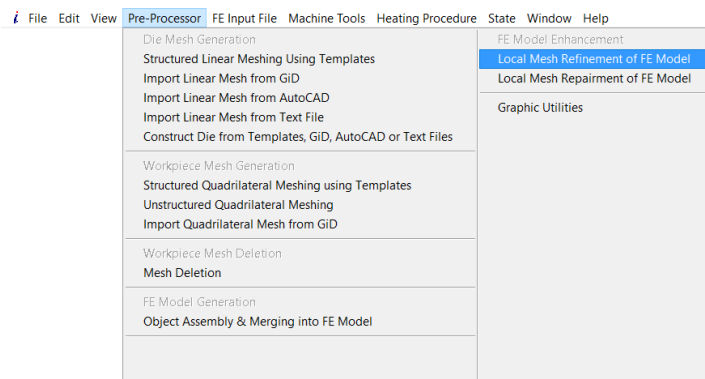 i File Edit View Pre-Processor FE Input File Machine Tools Heating Procedure State Window Help
Die Mesh Generation
Structured Linear Meshing Using Templates
Import Linear Mesh from GiD
Import Linear Mesh from AutoCAD
Import Linear Mesh from Text File
Construct Die from Templates, GiD, AutoCAD or Text Files
Workpiece Mesh Generation
Structured Quadrilateral Meshing using Templates
Unstructured Quadrilateral Meshing
Import Quadrilateral Mesh from GiD
Workpiece Mesh Deletion
Mesh Deletion
FE Model Generation
Object Assembly & Merging into FE Model
FE Model Enhancement
Local Mesh Refinement of FE Model
Local Mesh Repairment of FE Model
Graphic Utilities